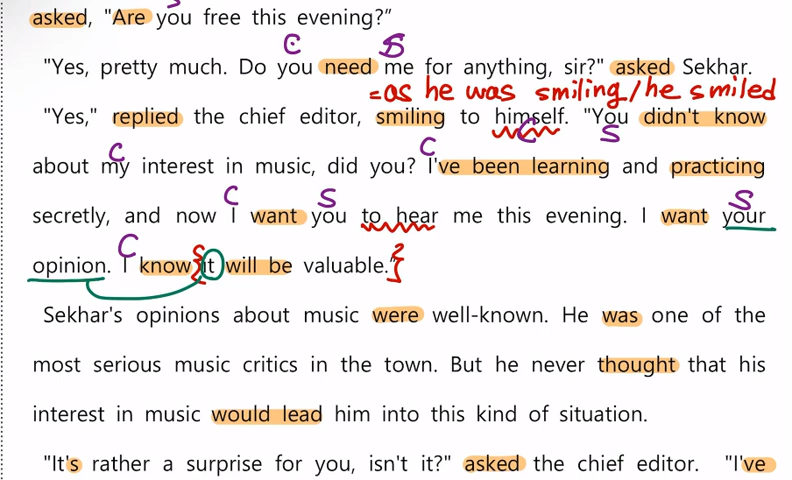 S
asked, "Are you free this evening?"
C S
"Yes, pretty much. Do you need me for anything, sir?" asked Sekhar.
=as he was smiling/he smiled
"Yes," replied the chief editor, smiling to himself. "You didn't know
C C C S
about my interest in music, did you? I've been learning and practicing
C S S
secretly, and now I want you to hear me this evening. I want your
C
opinion. I know {it will be valuable."}
Sekhar's opinions about music were well-known. He was one of the
most serious music critics in the town. But he never thought that his
interest in music would lead him into this kind of situation.
"It's rather a surprise for you, isn't it?" asked the chief editor. "I've